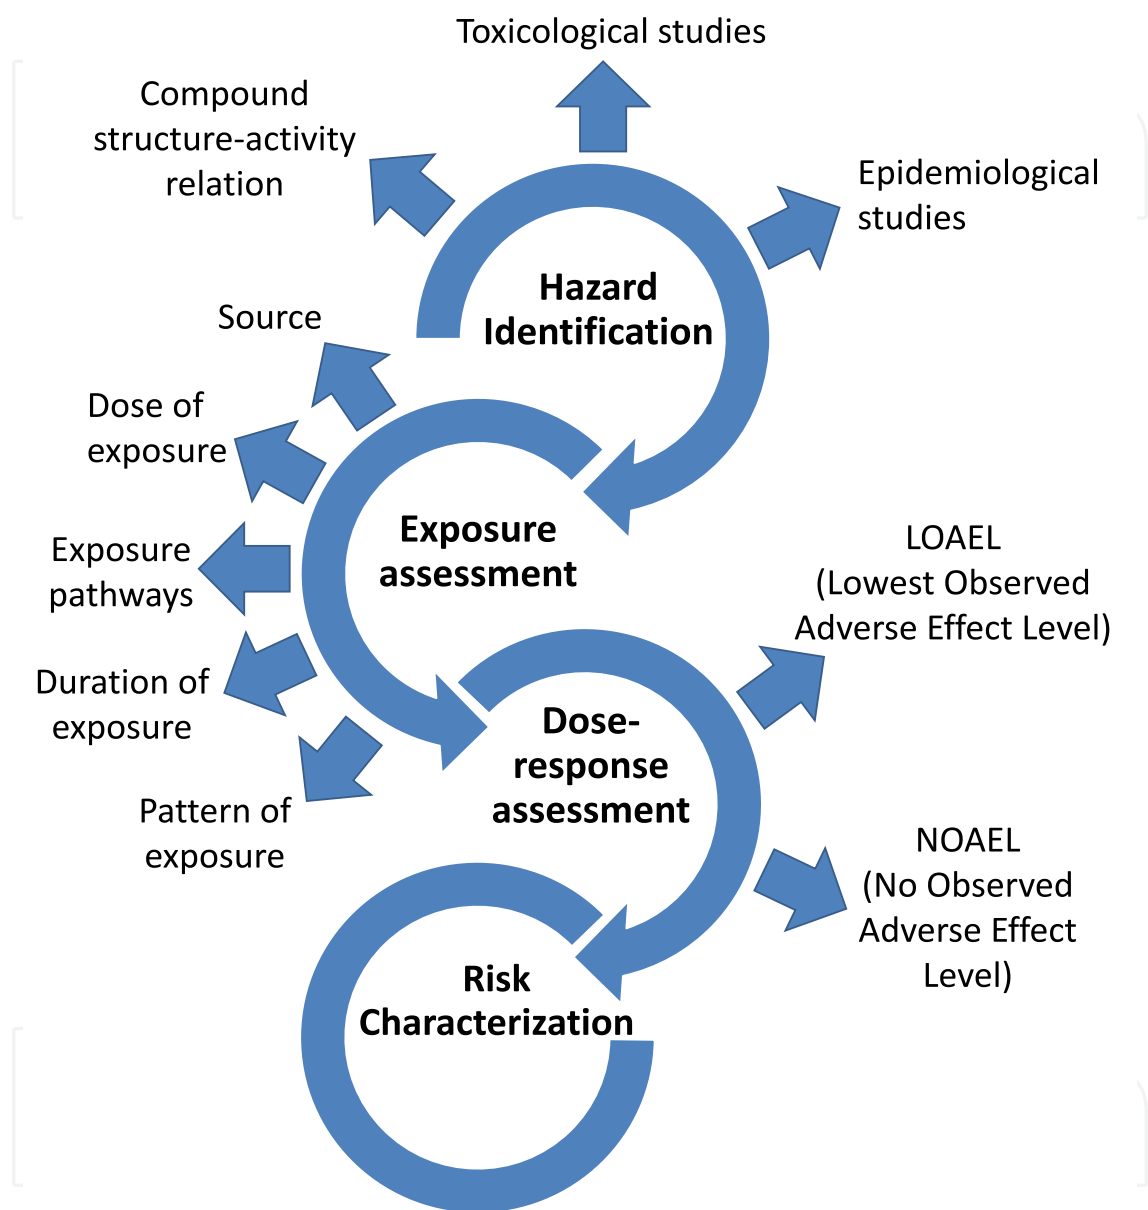 Toxicological studies
Compound
structure-activity
relation
Epidemiological
studies
Hazard
Identification
Source
Dose of
exposure
Exposure
pathways
Duration of
exposure
Pattern of
exposure
Exposure
assessment
LOAEL
(Lowest Observed
Adverse Effect Level)
Dose-
response
assessment
NOAEL
(No Observed
Adverse Effect
Level)
Risk
Characterization